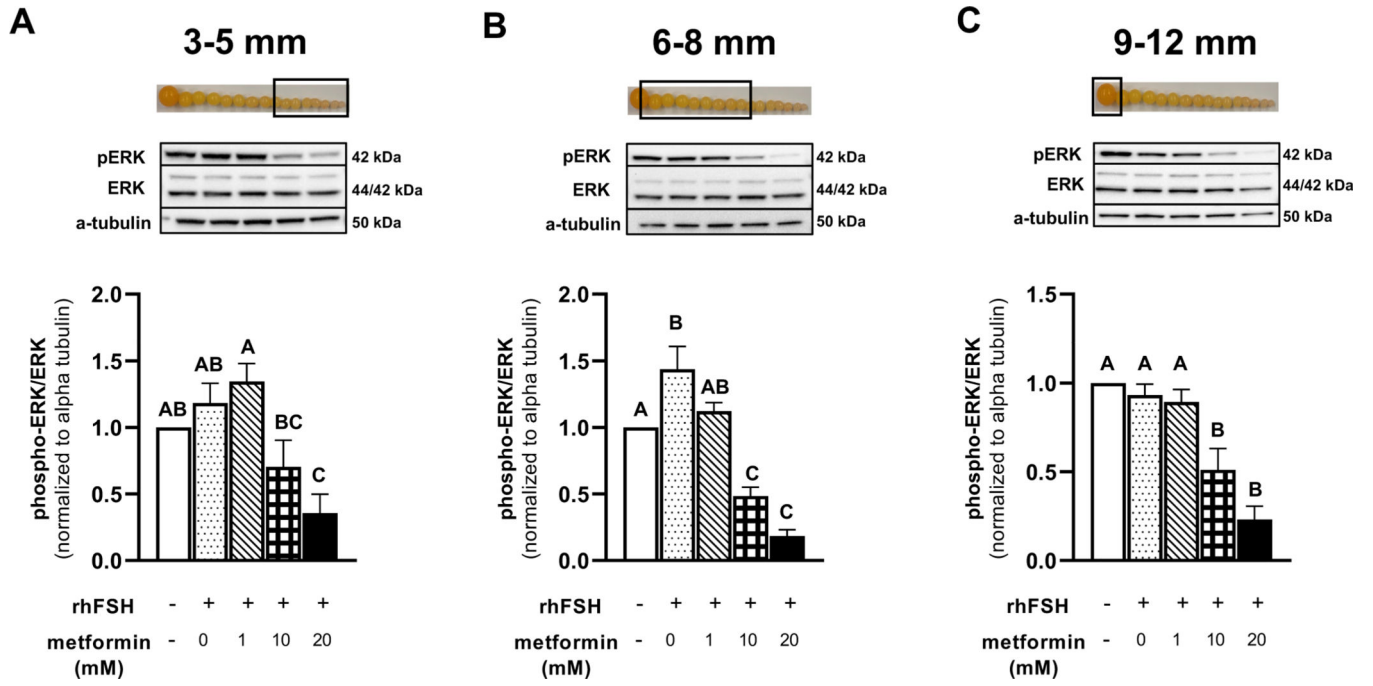 A
3-5 mm
pERK 42 kDa
ERK 44/42 kDa
a-tubulin 50 kDa
phospho-ERK/ERK
(normalized to alpha tubulin)
2.0
1.5
1.0
0.5
0.0
AB AB A BC C
rhFSH - + + + +
metformin - 0 1 10 20
(mM)
B
6-8 mm
pERK 42 kDa
ERK 44/42 kDa
a-tubulin 50 kDa
phospho-ERK/ERK
(normalized to alpha tubulin)
2.0
1.5
1.0
0.5
0.0
A B AB C C
rhFSH - + + + +
metformin - 0 1 10 20
(mM)
C
9-12 mm
pERK 42 kDa
ERK 44/42 kDa
a-tubulin 50 kDa
phospho-ERK/ERK
(normalized to alpha tubulin)
1.5
1.0
0.5
0.0
A A A B B
rhFSH - + + + +
metformin - 0 1 10 20
(mM)